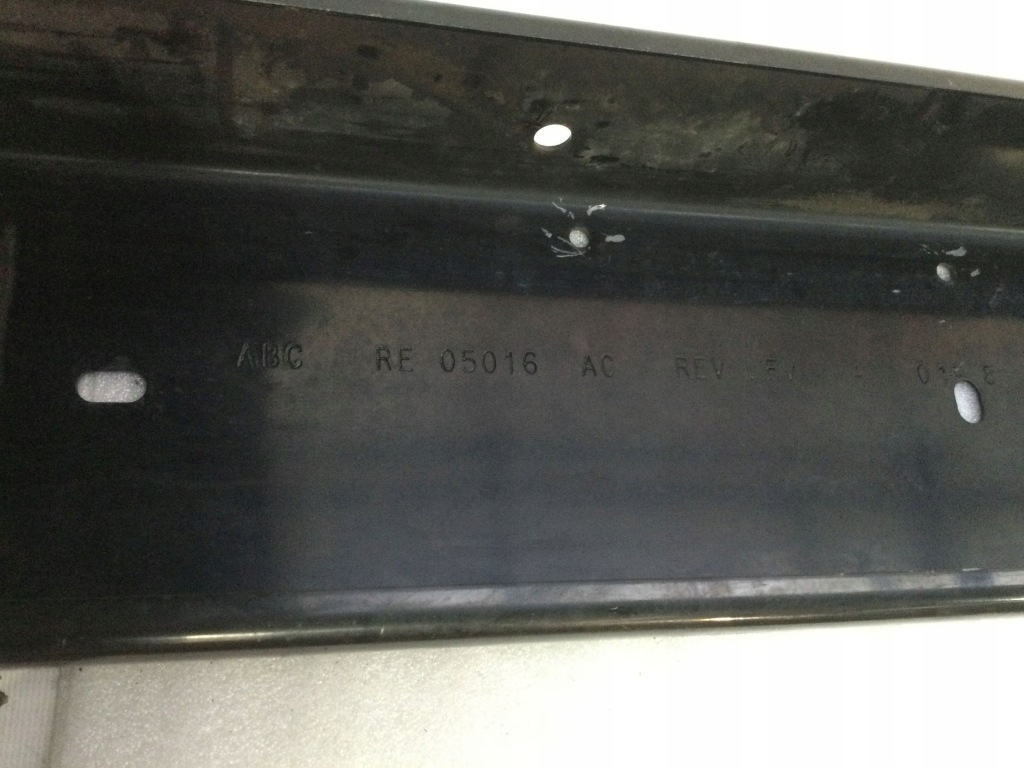 ABC RE 05016 AC REV